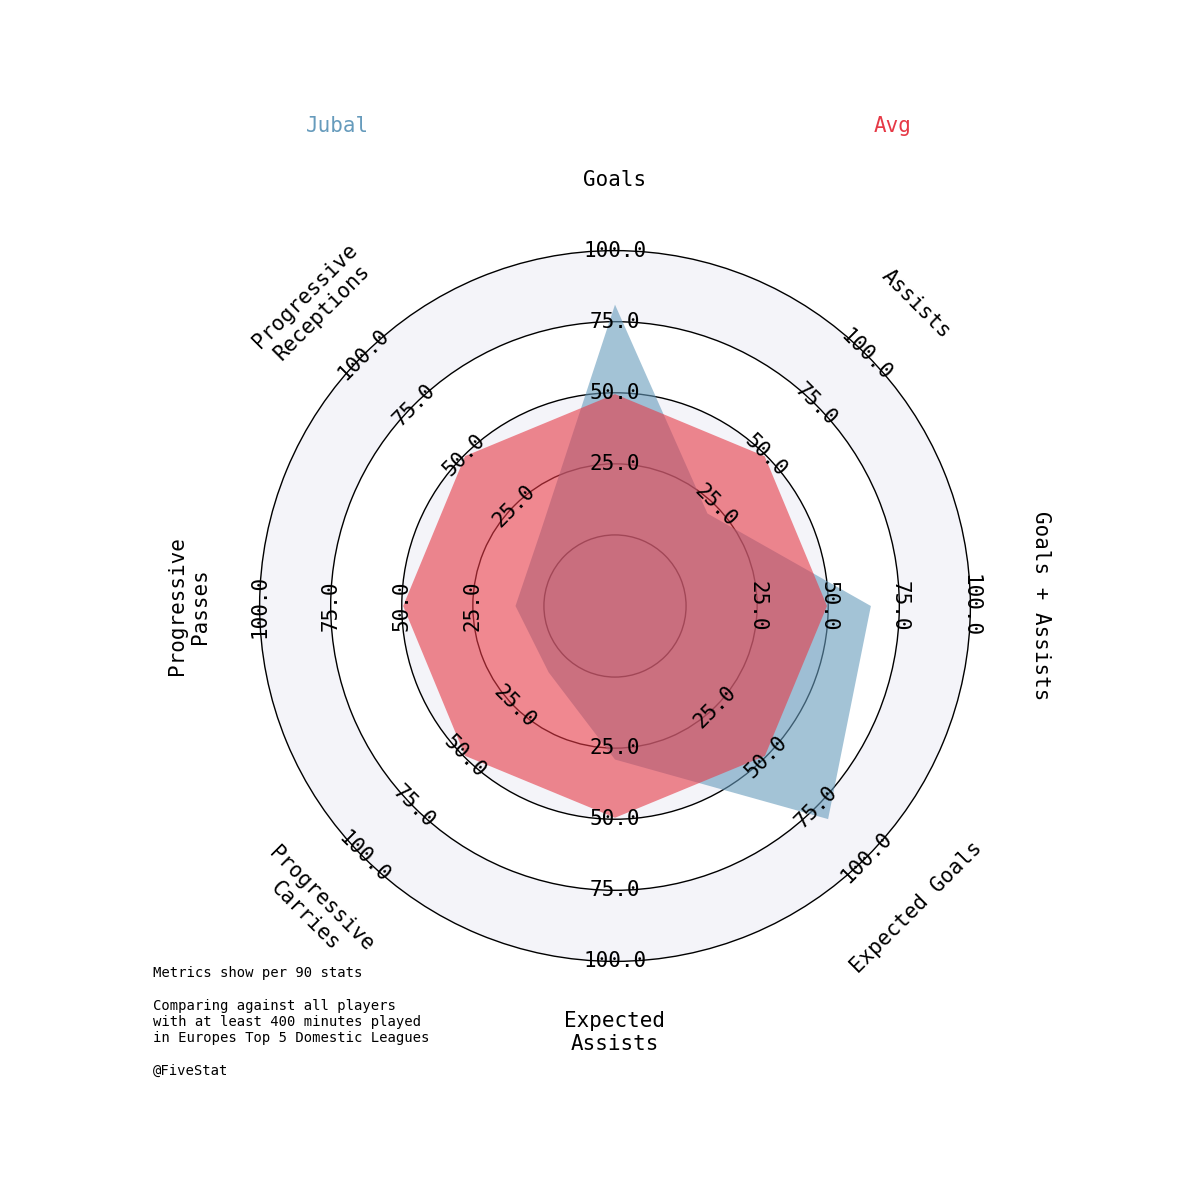 Jubal
Avg
Goals
Assists
Goals + Assists
Expected Goals
Expected
Assists
Progressive
Carries
Progressive
Passes
Progressive
Receptions
25.0
50.0
75.0
100.0
25.0
50.0
75.0
100.0
25.0
50.0
75.0
100.0
25.0
50.0
75.0
100.0
25.0
50.0
75.0
100.0
25.0
50.0
75.0
100.0
25.0
50.0
75.0
100.0
25.0
50.0
75.0
100.0
Metrics show per 90 stats
Comparing against all players
with at least 400 minutes played
in Europes Top 5 Domestic Leagues
@FiveStat